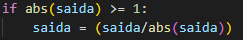 if abs(saida) >= 1:
    saida = (saida/abs(saida))